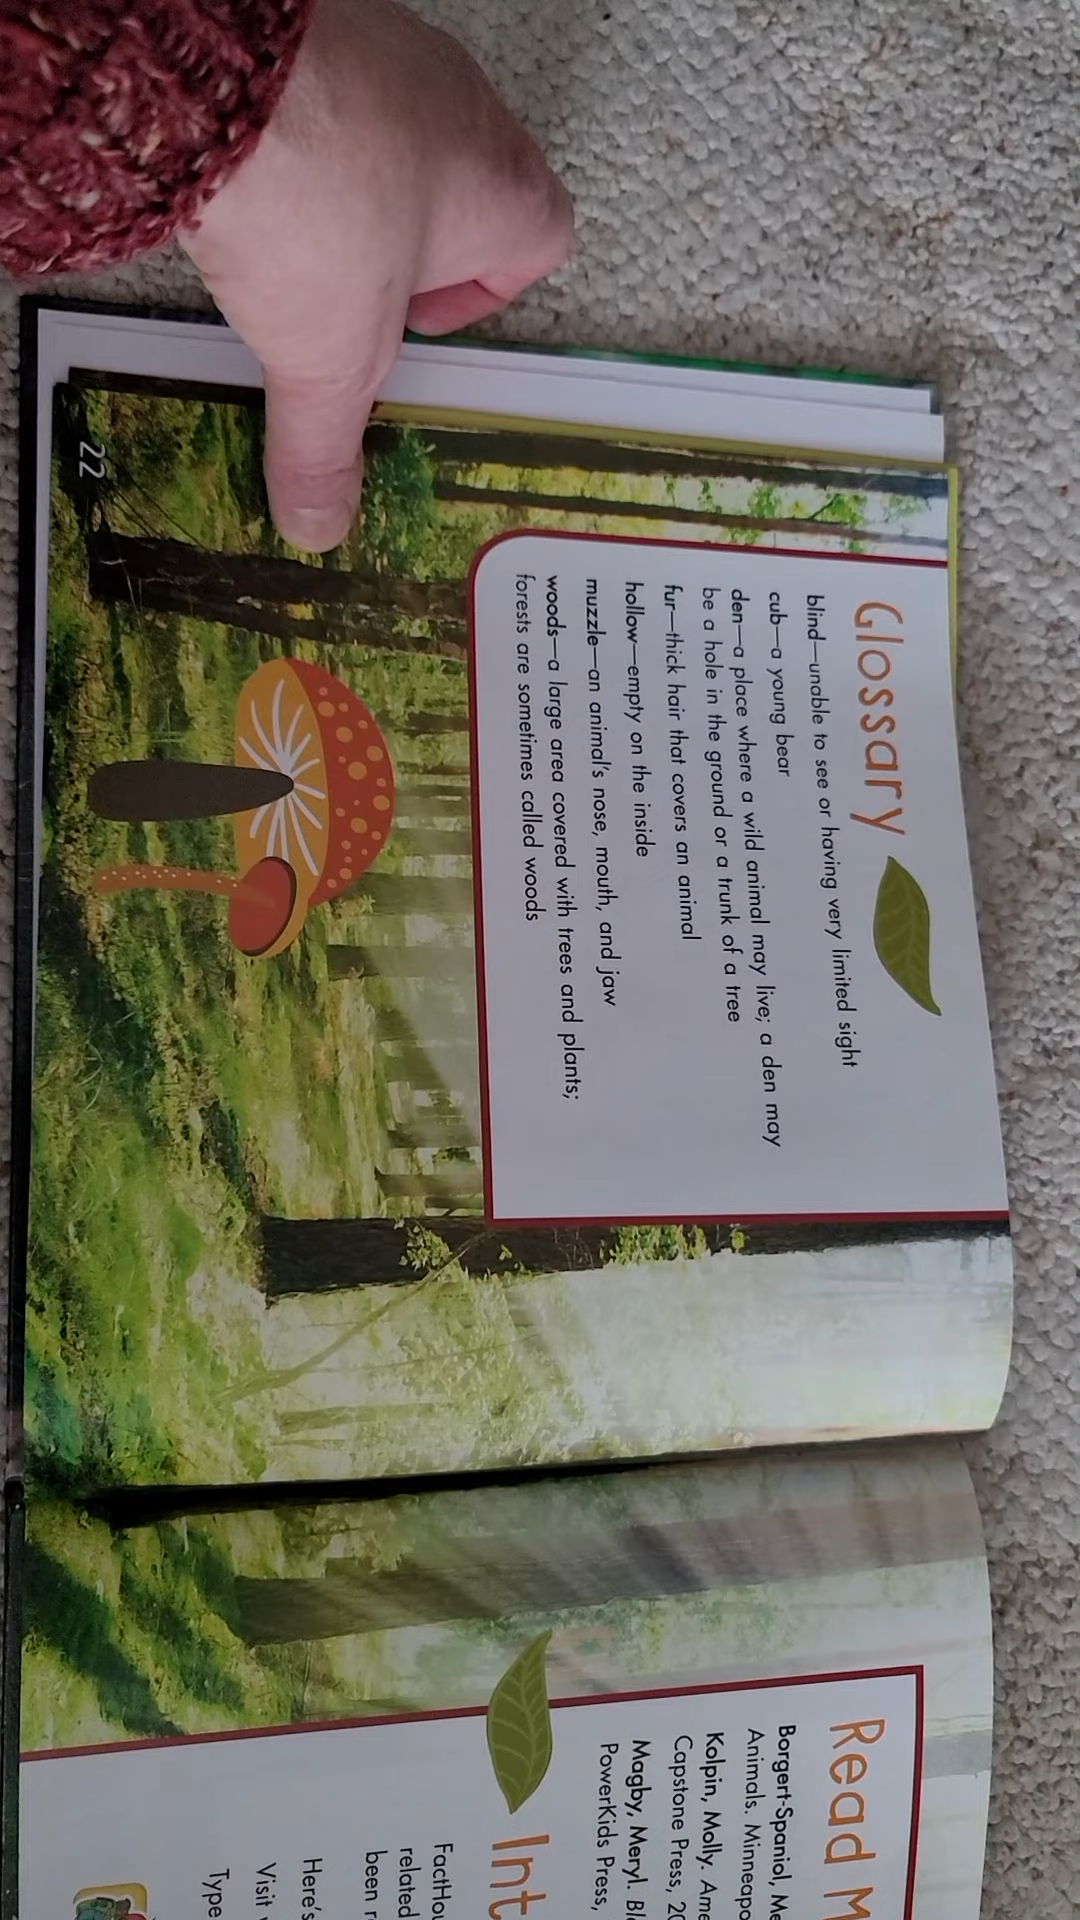 Glossary
blind—unable to see or having very limited sight
cub—a young bear
den—a place where a wild animal may live; a den may
be a hole in the ground or a trunk of a tree
fur—thick hair that covers an animal
hollow—empty on the inside
muzzle—an animal's nose, mouth, and jaw
woods—a large area covered with trees and plants;
forests are sometimes called woods
22
Read
Borgert-Spaniol,
Animals.
Kolpin, Molly.
Capstone Press,
Magby, Meryl.
PowerKids Press,
related
been
Here's
Visit
Type